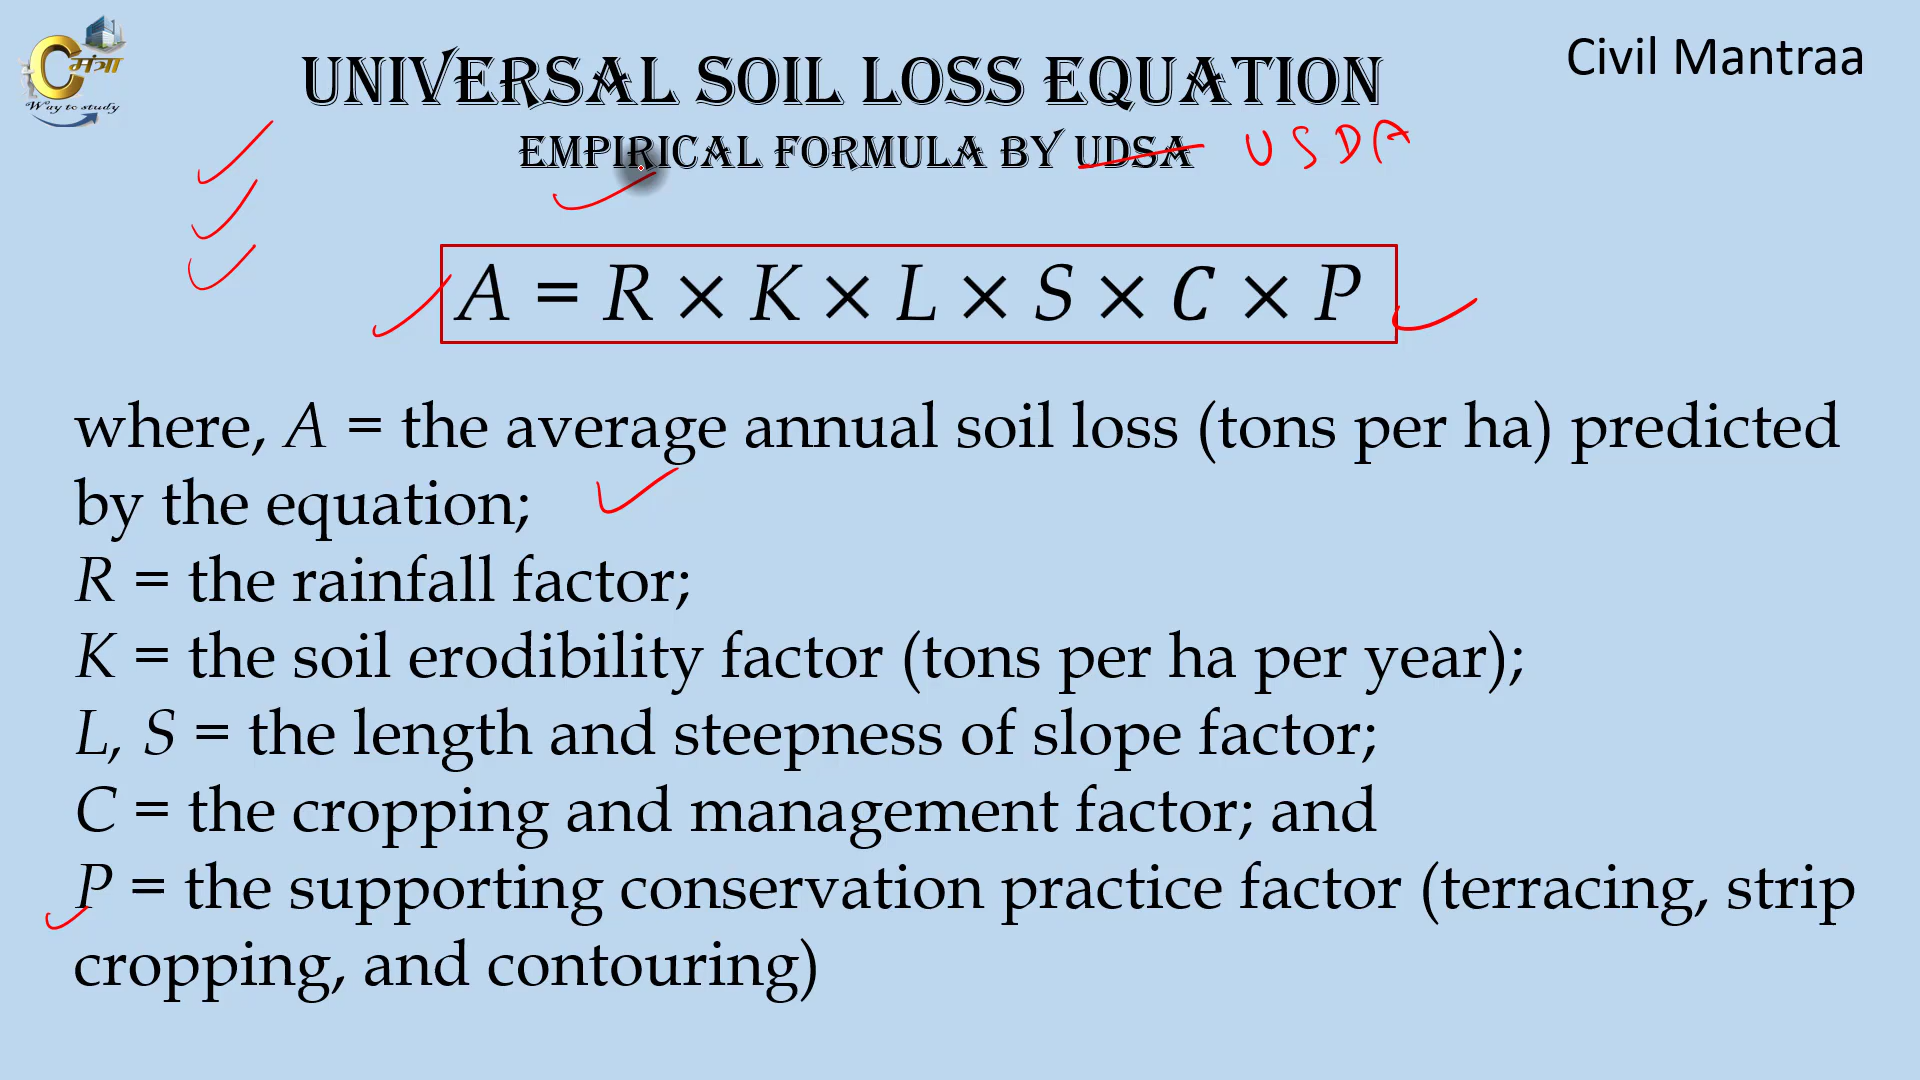 C मंत्रा
Way to study
Civil Mantraa
UNIVERSAL SOIL LOSS EQUATION
EMPIRICAL FORMULA BY UDSA USDA
A = R × K × L × S × C × P
where, A = the average annual soil loss (tons per ha) predicted
by the equation;
R = the rainfall factor;
K = the soil erodibility factor (tons per ha per year);
L, S = the length and steepness of slope factor;
C = the cropping and management factor; and
P = the supporting conservation practice factor (terracing, strip
cropping, and contouring)